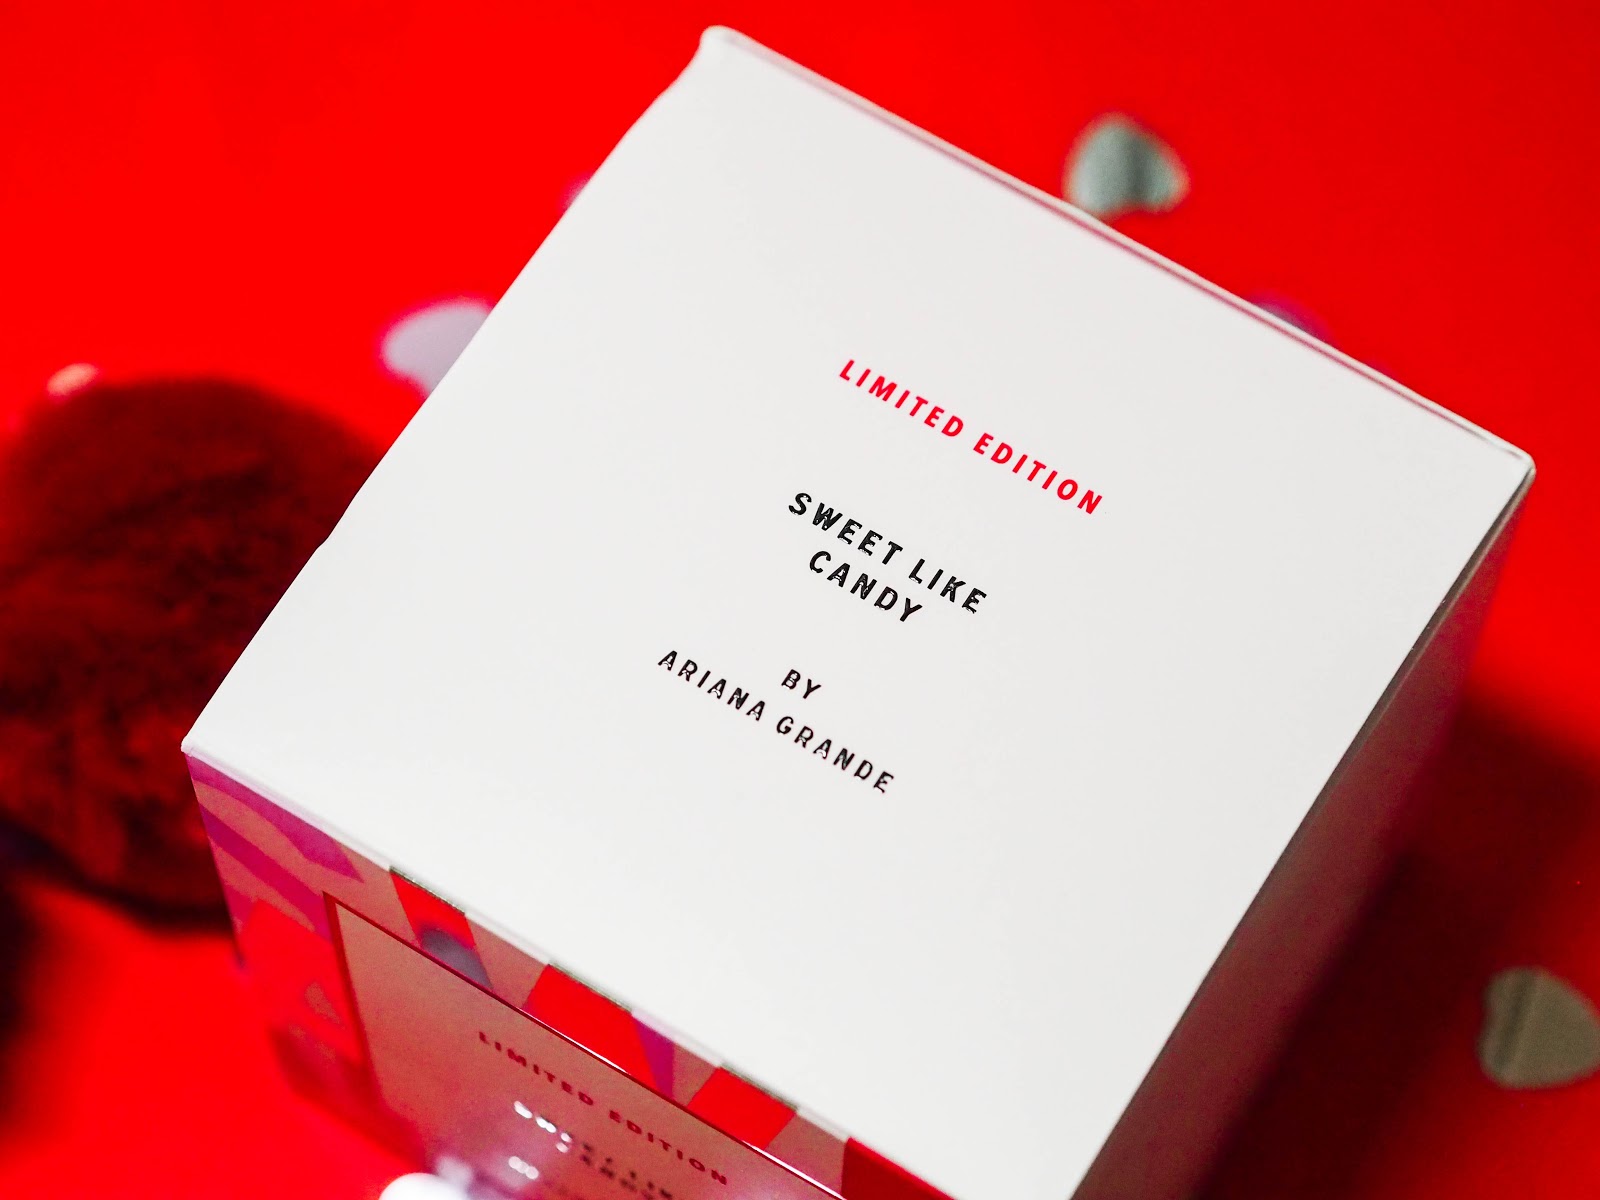 LIMITED EDITION
SWEET LIKE
CANDY
BY
ARIANA GRANDE
LIMITED EDITION